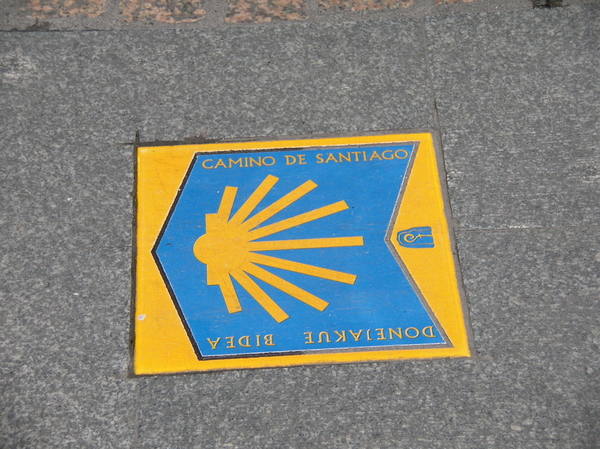 CAMINO DE SANTIAGO
DONEJAKUE BIDEA